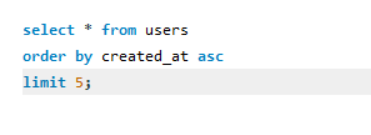 select * from users
order by created_at asc
limit 5;